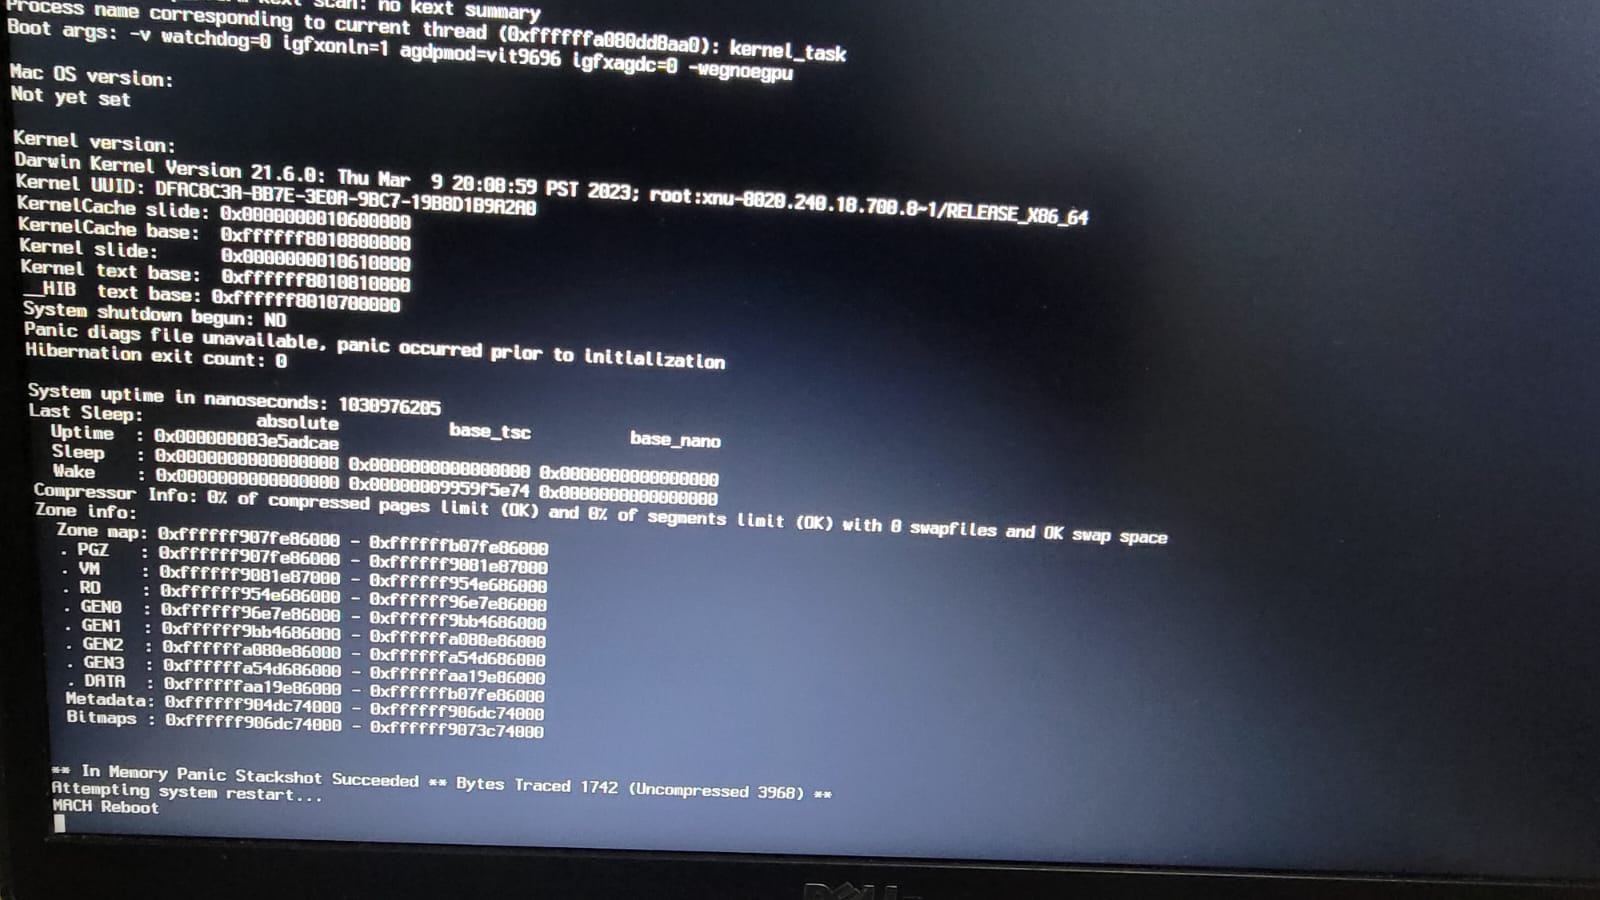 scan: no kext summary
Process name corresponding to current thread (0xffffffa080dd8aa0): kernel_task
Boot args: -v watchdog=0 igfxonln=1 agdpmod=vit9696 igfxagdc=0 -wegnoegpu
Mac OS version:
Not yet set
Kernel version:
Darwin Kernel Version 21.6.0: Thu Mar 9 20:08:59 PST 2023; root:xnu-8020.240.18.700.8~1/RELEASE_X86_64
Kernel UUID: DFAC8C3A-BB7E-3E0A-9BC7-19B8D1B9A2A0
KernelCache slide: 0x0000000010600000
KernelCache base: 0xffffff8010800000
Kernel slide: 0x0000000010610000
Kernel text base: 0xffffff8010810000
__HIB text base: 0xffffff8010700000
System shutdown begun: NO
Panic diags file unavailable, panic occurred prior to initialization
Hibernation exit count: 0
System uptime in nanoseconds: 1030976205
Last Sleep: absolute base_tsc base_nano
Uptime : 0x000000003e5adcae
Sleep : 0x0000000000000000 0x0000000000000000 0x0000000000000000
Wake : 0x0000000000000000 0x00000009959f5e74 0x0000000000000000
Compressor Info: 0% of compressed pages limit (OK) and 0% of segments limit (OK) with 0 swapfiles and OK swap space
Zone info:
Zone map: 0xffffff907fe86000 - 0xffffffb07fe86000
. PGZ : 0xffffff907fe86000 - 0xffffff9081e87000
. VM : 0xffffff9081e87000 - 0xffffff954e686000
. RO : 0xffffff954e686000 - 0xffffff96e7e86000
. GEN0 : 0xffffff96e7e86000 - 0xffffff9bb4686000
. GEN1 : 0xffffff9bb4686000 - 0xffffffa080e86000
. GEN2 : 0xffffffa080e86000 - 0xffffffa54d686000
. GEN3 : 0xffffffa54d686000 - 0xffffffaa19e86000
. DATA : 0xffffffaa19e86000 - 0xffffffb07fe86000
Metadata: 0xffffff904dc74000 - 0xffffff906dc74000
Bitmaps : 0xffffff906dc74000 - 0xffffff9073c74000
** In Memory Panic Stackshot Succeeded ** Bytes Traced 1742 (Uncompressed 3968) **
Attempting system restart...
MACH Reboot
DELL